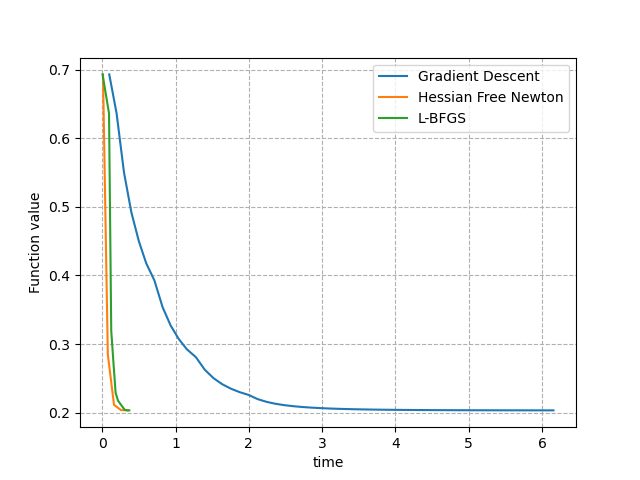 0.7
0.6
0.5
0.4
0.3
0.2
Function value
0 1 2 3 4 5 6
time
Gradient Descent
Hessian Free Newton
L-BFGS